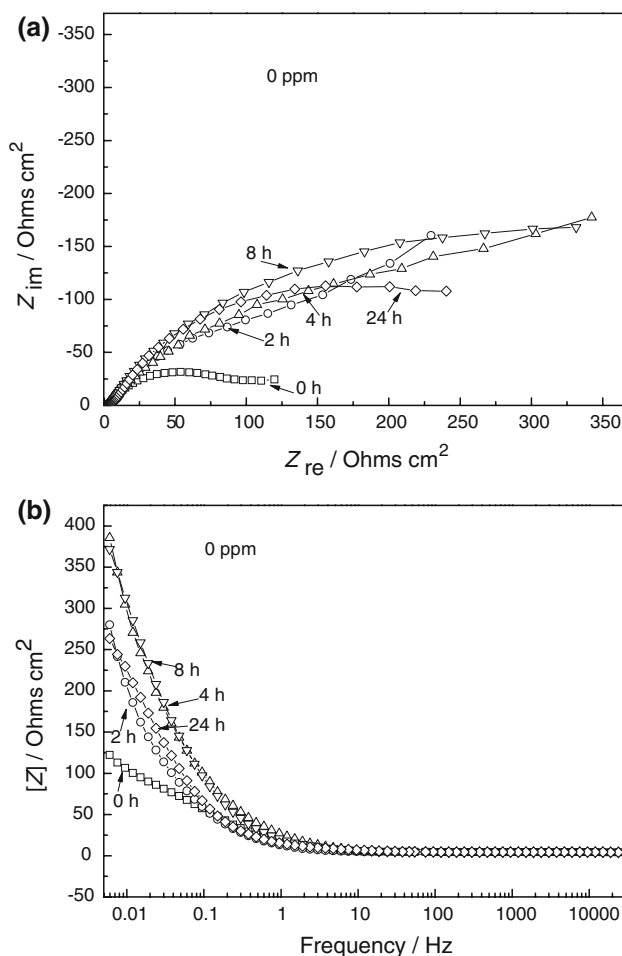 (a)
-350
0 ppm
-300
-250
-200
-150
-100
-50
0
8 h
4 h
24 h
2 h
0 h
0 50 100 150 200 250 300 350
Z im / Ohms cm²
Z re / Ohms cm²
(b)
400
0 ppm
350
300
250
200
150
100
50
0
-50
8 h
4 h
24 h
2 h
0 h
0.01 0.1 1 10 100 1000 10000
[Z] / Ohms cm²
Frequency / Hz